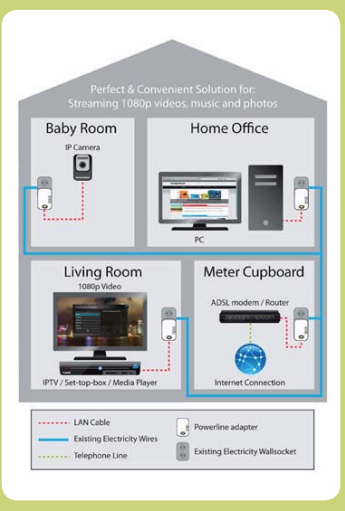 Perfect & Convenient Solution for:
Streaming 1080p videos, music and photos
Baby Room
IP Camera
Home Office
PC
Living Room
1080p Video
IPTV / Set-top-box / Media Player
Meter Cupboard
ADSL modem / Router
Internet Connection
LAN Cable
Existing Electricity Wires
Telephone Line
Powerline adapter
Existing Electricity Wallsocket